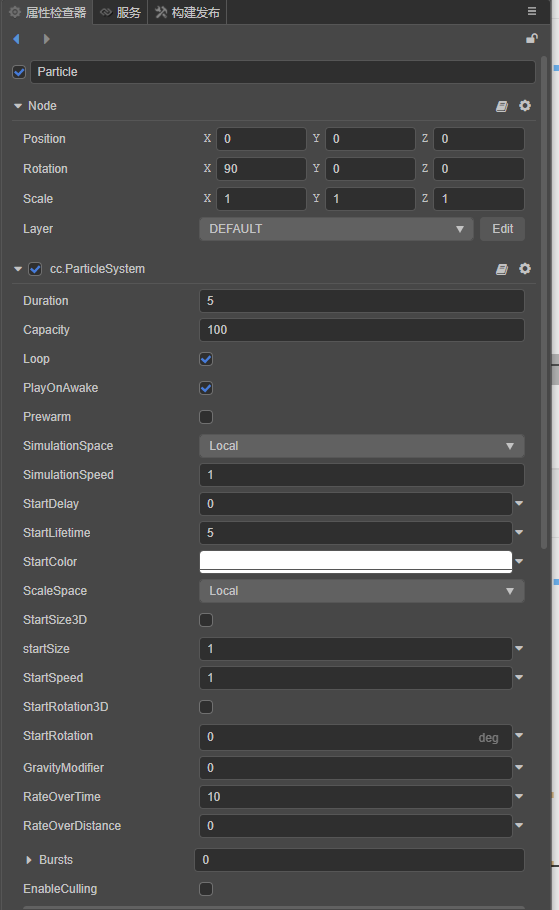 属性检查器 服务 构建发布
Particle
Node
Position X 0 Y 0 Z 0
Rotation X 90 Y 0 Z 0
Scale X 1 Y 1 Z 1
Layer DEFAULT Edit
cc.ParticleSystem
Duration 5
Capacity 100
Loop
PlayOnAwake
Prewarm
SimulationSpace Local
SimulationSpeed 1
StartDelay 0
StartLifetime 5
StartColor
ScaleSpace Local
StartSize3D
startSize 1
StartSpeed 1
StartRotation3D
StartRotation 0 deg
GravityModifier 0
RateOverTime 10
RateOverDistance 0
Bursts 0
EnableCulling